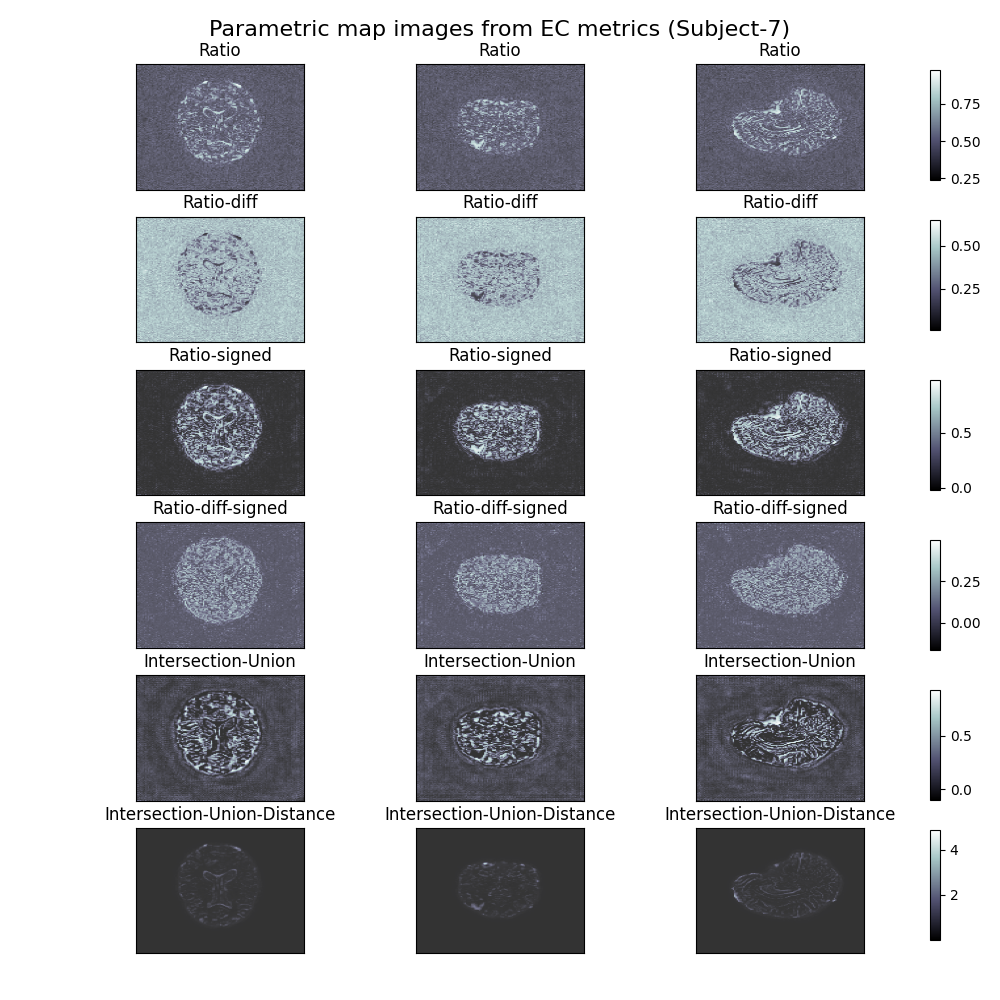 Parametric map images from EC metrics (Subject-7)
Ratio Ratio Ratio
0.75
0.50
0.25
Ratio-diff Ratio-diff Ratio-diff
0.50
0.25
Ratio-signed Ratio-signed Ratio-signed
0.5
0.0
Ratio-diff-signed Ratio-diff-signed Ratio-diff-signed
0.25
0.00
Intersection-Union Intersection-Union Intersection-Union
0.5
0.0
Intersection-Union-Distance Intersection-Union-Distance Intersection-Union-Distance
4
2